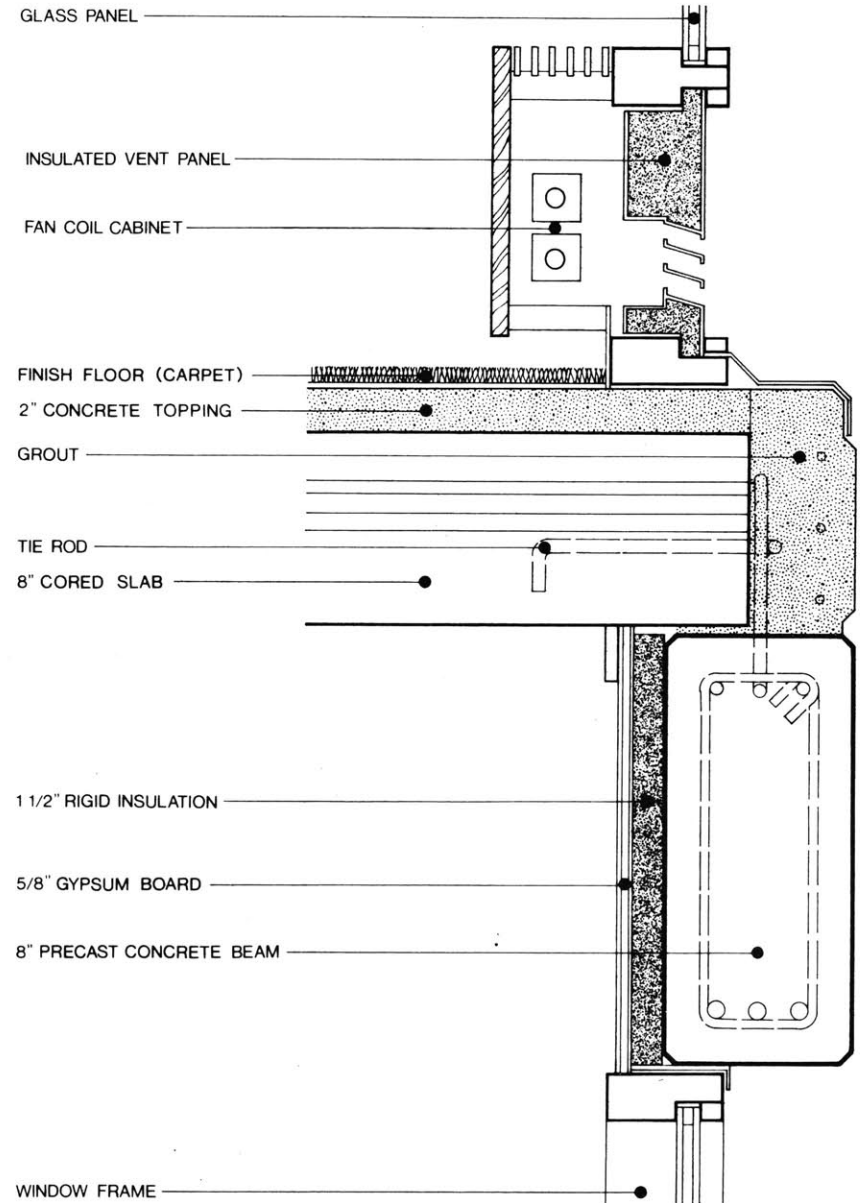 GLASS PANEL
INSULATED VENT PANEL
FAN COIL CABINET
FINISH FLOOR (CARPET)
2" CONCRETE TOPPING
GROUT
TIE ROD
8" CORED SLAB
1 1/2" RIGID INSULATION
5/8" GYPSUM BOARD
8" PRECAST CONCRETE BEAM
WINDOW FRAME